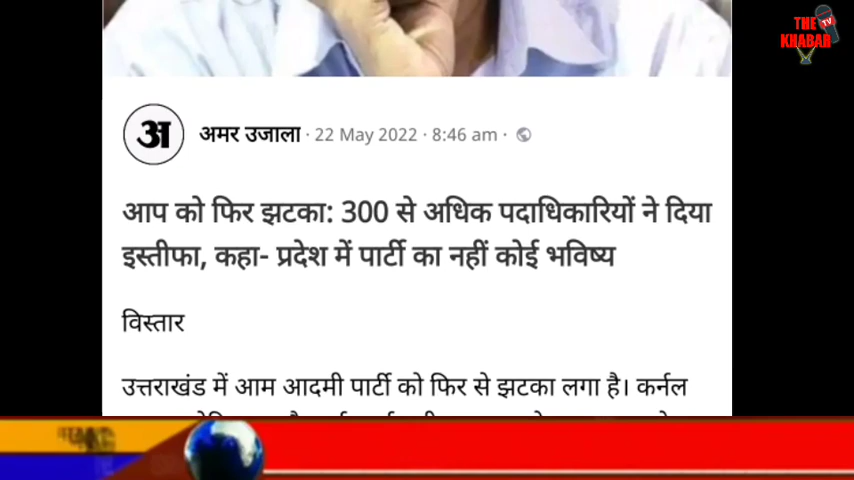 THE
TV
KHABAR
अ
अमर उजाला · 22 May 2022 · 8:46 am ·
आप को फिर झटका: 300 से अधिक पदाधिकारियों ने दिया
इस्तीफा, कहा- प्रदेश में पार्टी का नहीं कोई भविष्य
विस्तार
उत्तराखंड में आम आदमी पार्टी को फिर से झटका लगा है। कर्नल